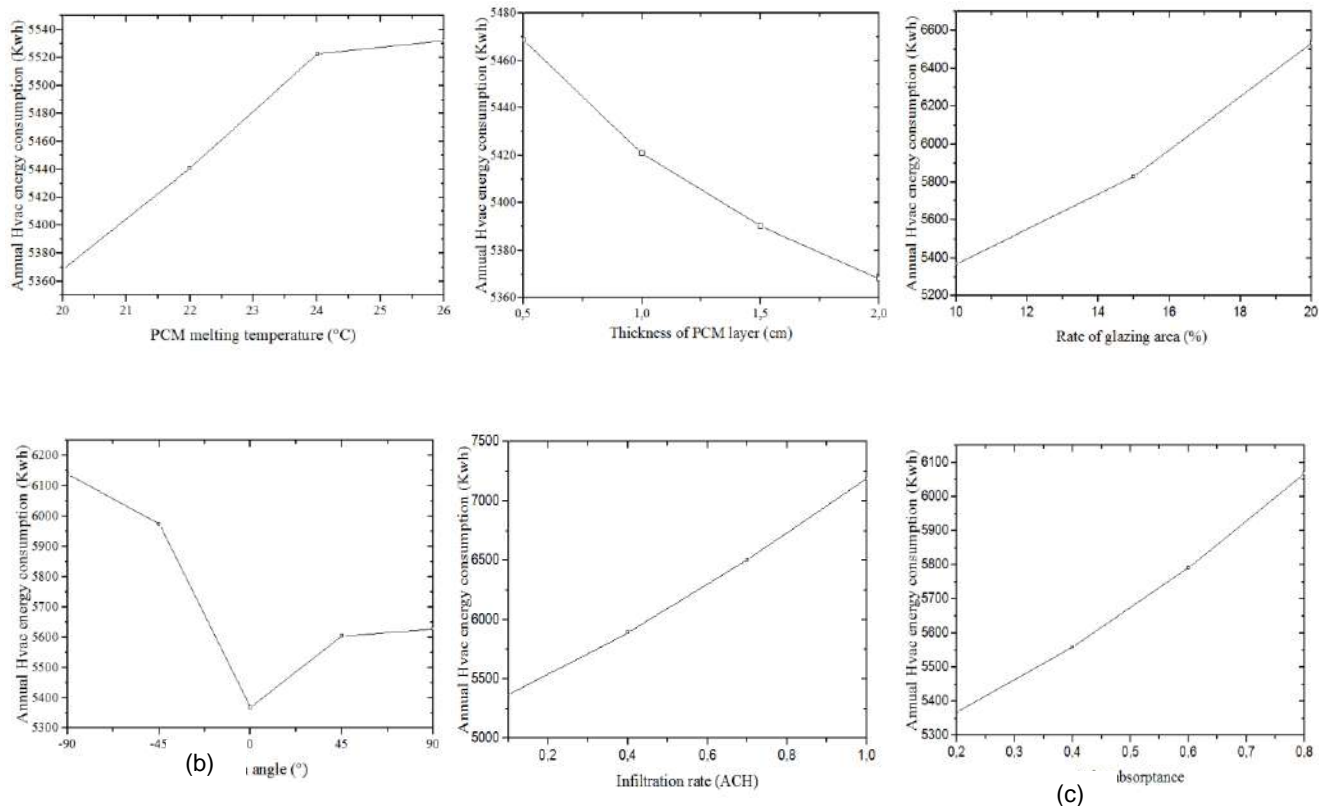 Annual Hvac energy consumption (Kwh)
5540
5520
5500
5480
5460
5440
5420
5400
5380
5360
20 21 22 23 24 25 26
PCM melting temperature (°C)
Annual Hvac energy consumption (Kwh)
5480
5460
5440
5420
5400
5380
5360
0,5 1,0 1,5 2,0
Thickness of PCM layer (cm)
Annual Hvac energy consumption (Kwh)
6600
6400
6200
6000
5800
5600
5400
5200
10 12 14 16 18 20
Rate of glazing area (%)
Annual Hvac energy consumption (Kwh)
6200
6100
6000
5900
5800
5700
5600
5500
5400
5300
-90 -45 0 45 90
(b) angle (°)
Annual Hvac energy consumption (Kwh)
7500
7000
6500
6000
5500
5000
0,2 0,4 0,6 0,8 1,0
Infiltration rate (ACH)
Annual Hvac energy consumption (Kwh)
6100
6000
5900
5800
5700
5600
5500
5400
5300
0,2 0,3 0,4 0,5 0,6 0,7 0,8
absorptance
(c)